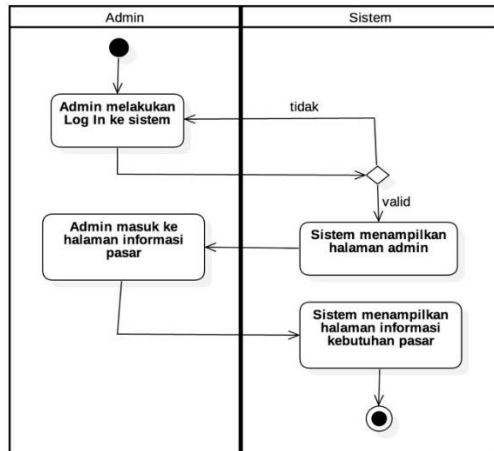 Admin
Sistem
Admin melakukan
Log In ke sistem
tidak
valid
Admin masuk ke
halaman informasi
pasar
Sistem menampilkan
halaman admin
Sistem menampilkan
halaman informasi
kebutuhan pasar